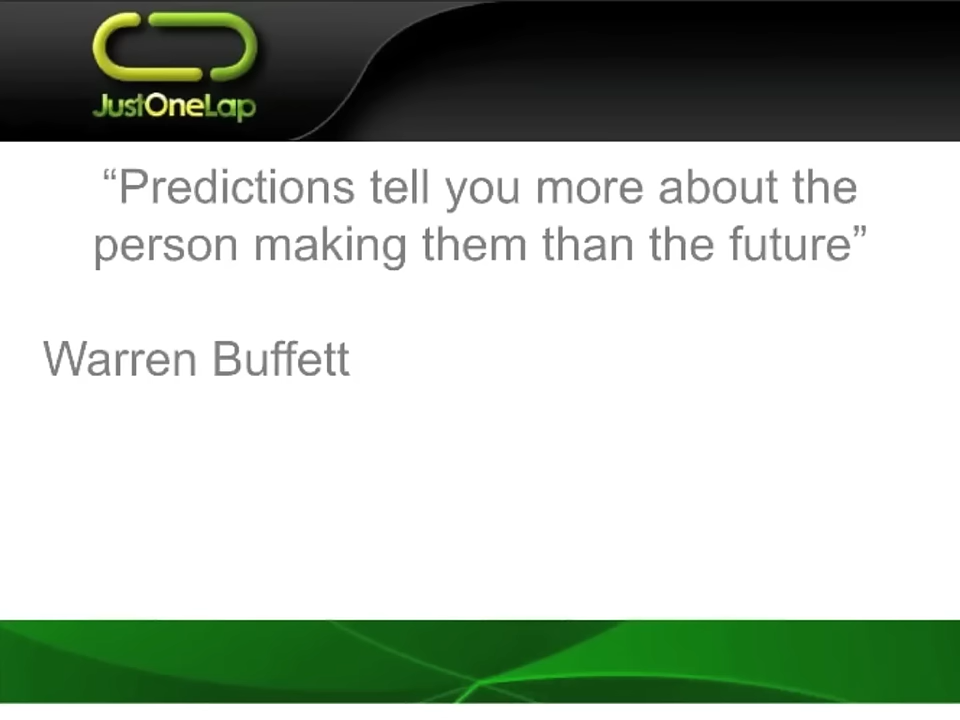 JustOneLap
“Predictions tell you more about the
person making them than the future”
Warren Buffett